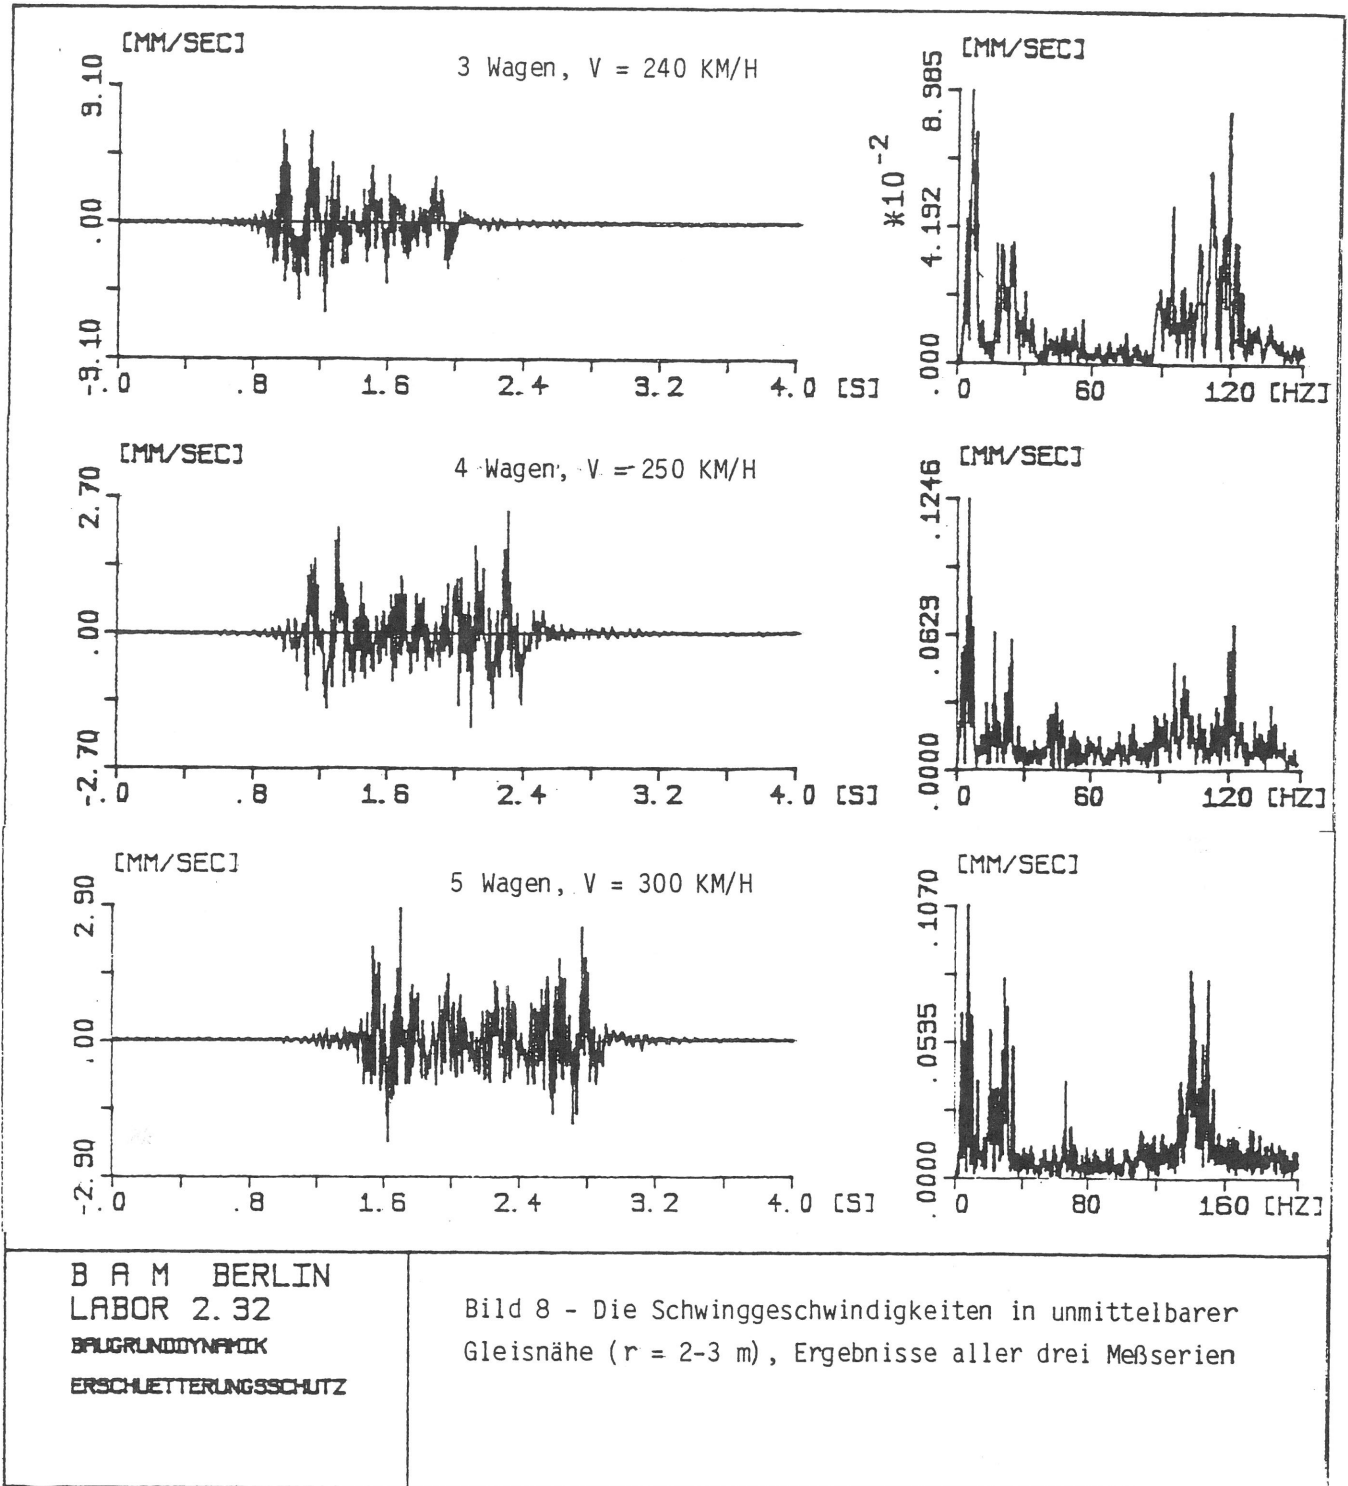 [MM/SEC]
3 Wagen, V = 240 KM/H
9.10
.00
-9.10
.0 .8 1.6 2.4 3.2 4.0 [S]
[MM/SEC]
*10-2
8.985
4.192
.000
0 60 120 [HZ]
[MM/SEC]
4 Wagen, V = 250 KM/H
2.70
.00
-2.70
.0 .8 1.6 2.4 3.2 4.0 [S]
[MM/SEC]
.1246
.0623
.0000
0 60 120 [HZ]
[MM/SEC]
5 Wagen, V = 300 KM/H
2.90
.00
-2.90
.0 .8 1.6 2.4 3.2 4.0 [S]
[MM/SEC]
.1070
.0535
.0000
0 80 160 [HZ]
B A M BERLIN
LABOR 2.32
BAUGRUNDDYNAMIK
ERSCHUETTERUNGSSCHUTZ
Bild 8 - Die Schwinggeschwindigkeiten in unmittelbarer
Gleisnähe (r = 2-3 m), Ergebnisse aller drei Meßserien